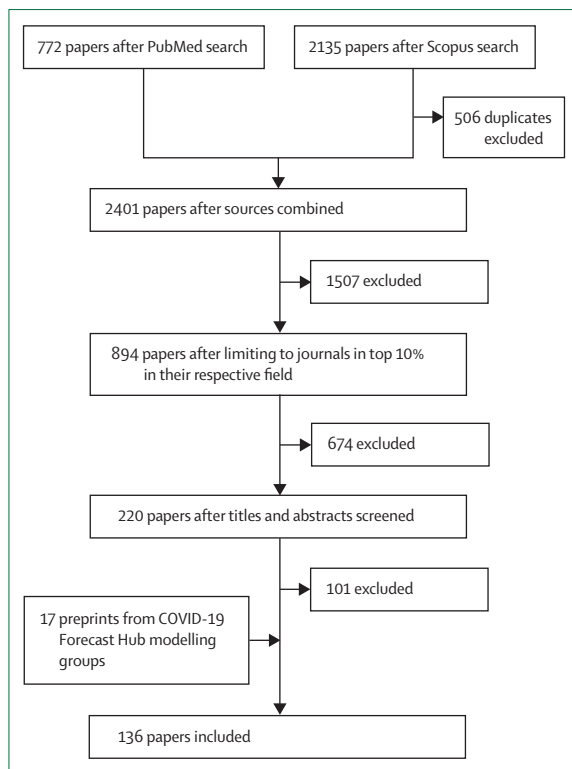 772 papers after PubMed search
2135 papers after Scopus search
506 duplicates
excluded
2401 papers after sources combined
1507 excluded
894 papers after limiting to journals in top 10%
in their respective field
674 excluded
220 papers after titles and abstracts screened
101 excluded
17 preprints from COVID-19
Forecast Hub modelling
groups
136 papers included